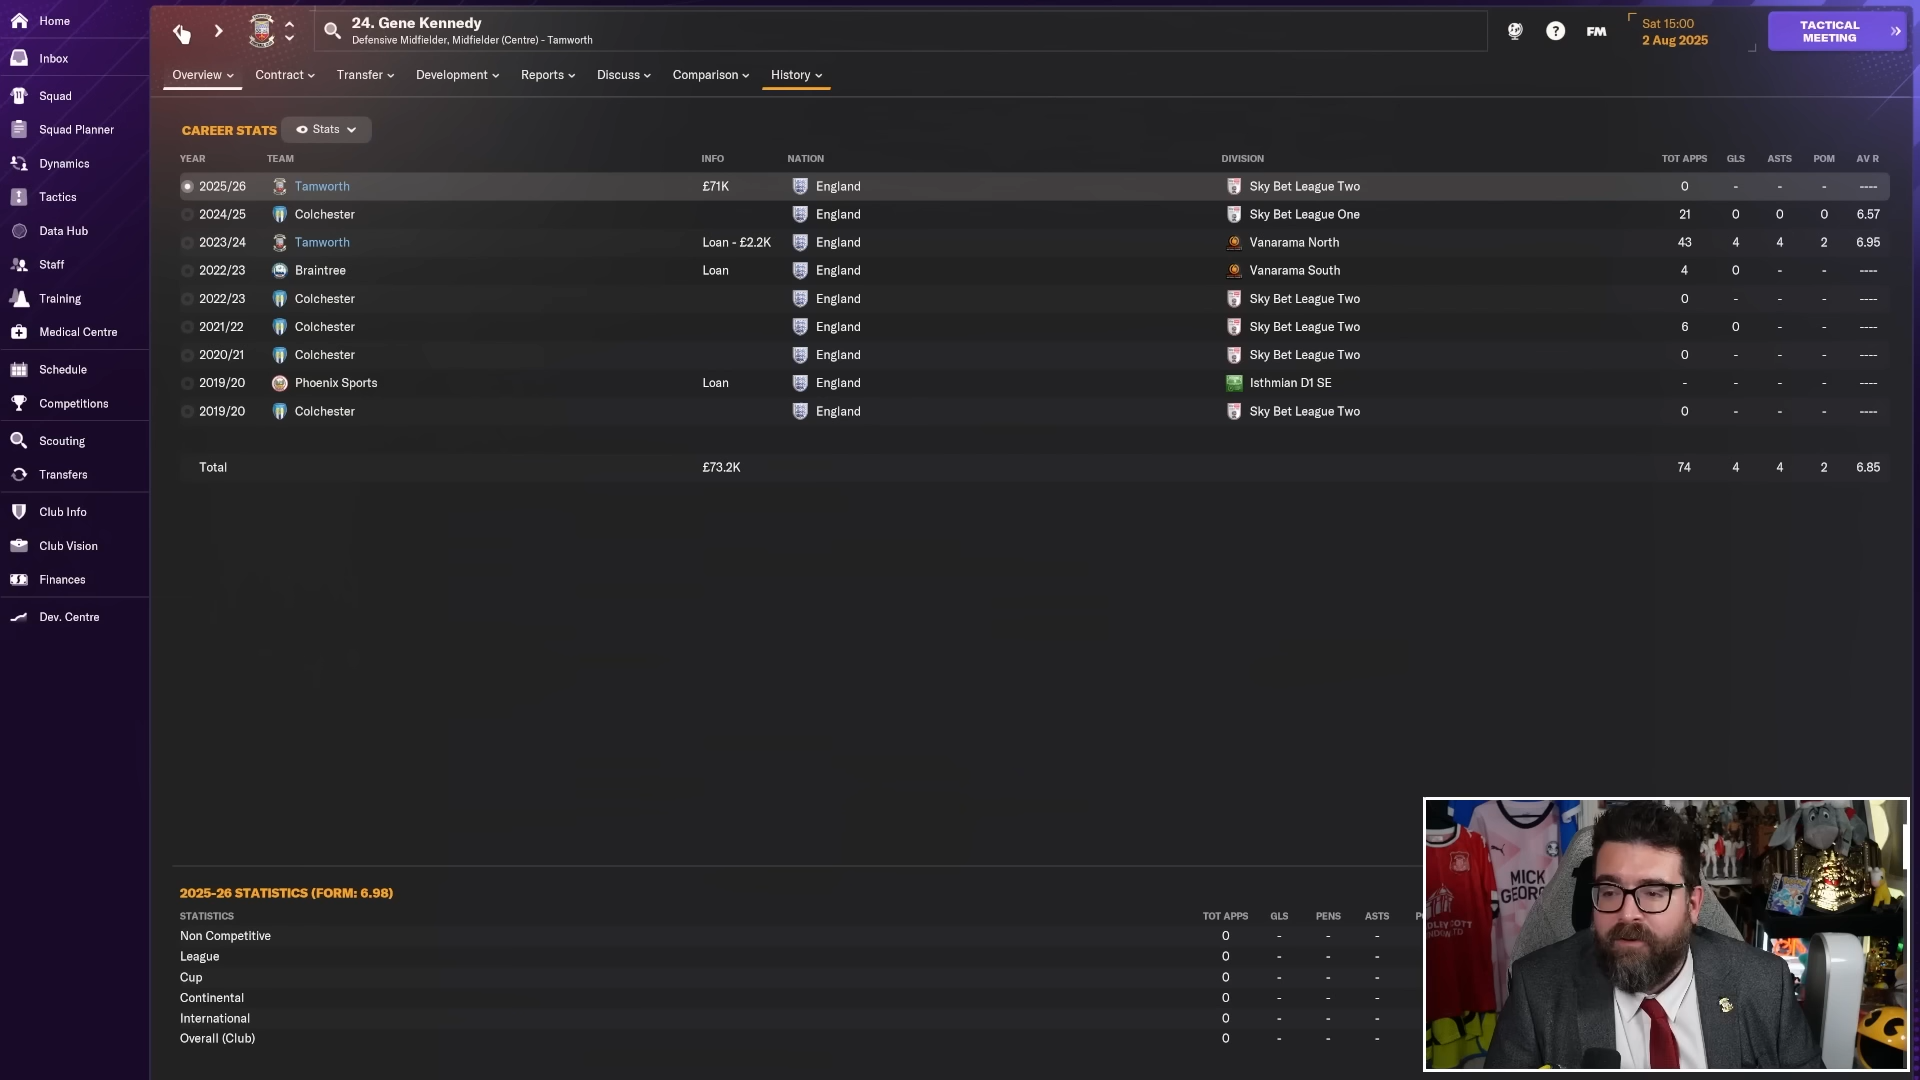 Home
Inbox
Squad
Squad Planner
Dynamics
Tactics
Data Hub
Staff
Training
Medical Centre
Schedule
Competitions
Scouting
Transfers
Club Info
Club Vision
Finances
Dev. Centre
24. Gene Kennedy
Defensive Midfielder, Midfielder (Centre) - Tamworth
FM
Sat 15:00
2 Aug 2025
TACTICAL MEETING
Overview Contract Transfer Development Reports Discuss Comparison History
CAREER STATS Stats
YEAR TEAM INFO NATION DIVISION TOT APPS GLS ASTS POM AV R
2025/26 Tamworth £71K England Sky Bet League Two 0 - - - ----
2024/25 Colchester England Sky Bet League One 21 0 0 0 6.57
2023/24 Tamworth Loan - £2.2K England Vanarama North 43 4 4 2 6.95
2022/23 Braintree Loan England Vanarama South 4 0 - - ----
2022/23 Colchester England Sky Bet League Two 0 - - - ----
2021/22 Colchester England Sky Bet League Two 6 0 - - ----
2020/21 Colchester England Sky Bet League Two 0 - - - ----
2019/20 Phoenix Sports Loan England Isthmian D1 SE - - - - ----
2019/20 Colchester England Sky Bet League Two 0 - - - ----
Total £73.2K 74 4 4 2 6.85
2025-26 STATISTICS (FORM: 6.98)
STATISTICS TOT APPS GLS PENS ASTS
Non Competitive 0 - - -
League 0 - - -
Cup 0 - - -
Continental 0 - - -
International 0 - - -
Overall (Club) 0 - - -
MICK